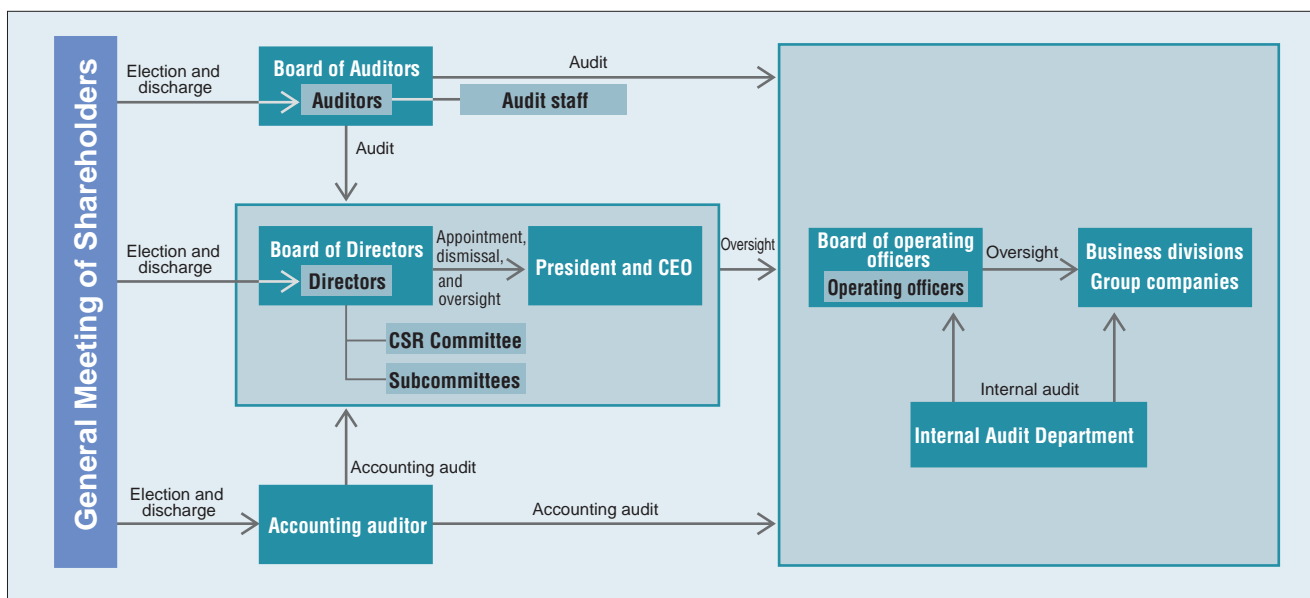 General Meeting of Shareholders
Election and
discharge
Board of Auditors
Auditors
Audit staff
Audit
Audit
Election and
discharge
Board of Directors
Directors
Appointment,
dismissal,
and
oversight
President and CEO
CSR Committee
Subcommittees
Oversight
Board of operating
officers
Operating officers
Oversight
Business divisions
Group companies
Internal audit
Internal Audit Department
Accounting audit
Election and
discharge
Accounting auditor
Accounting audit